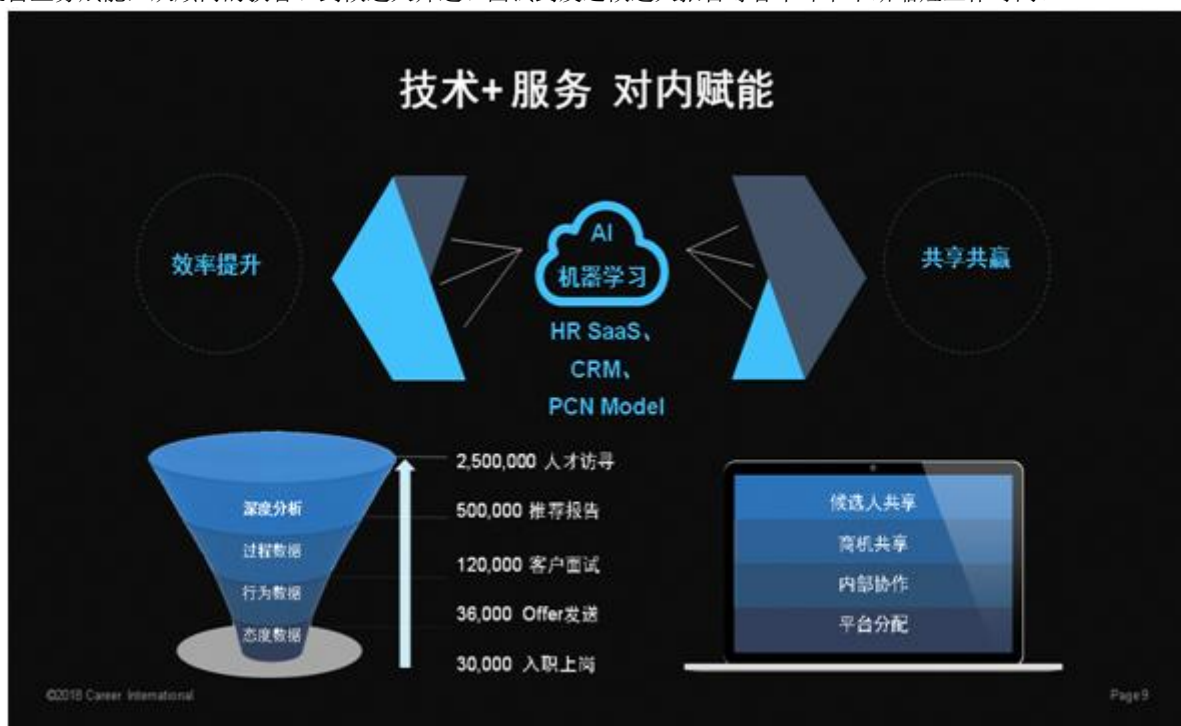 技术+服务 对内赋能
效率提升
AI
机器学习
HR SaaS、
CRM、
PCN Model
共享共赢
深度分析
过程数据
行为数据
态度数据
2,500,000 人才访寻
500,000 推荐报告
120,000 客户面试
36,000 Offer发送
30,000 入职上岗
候选人共享
商机共享
内部协作
平台分配
©2018 Career International
Page 9